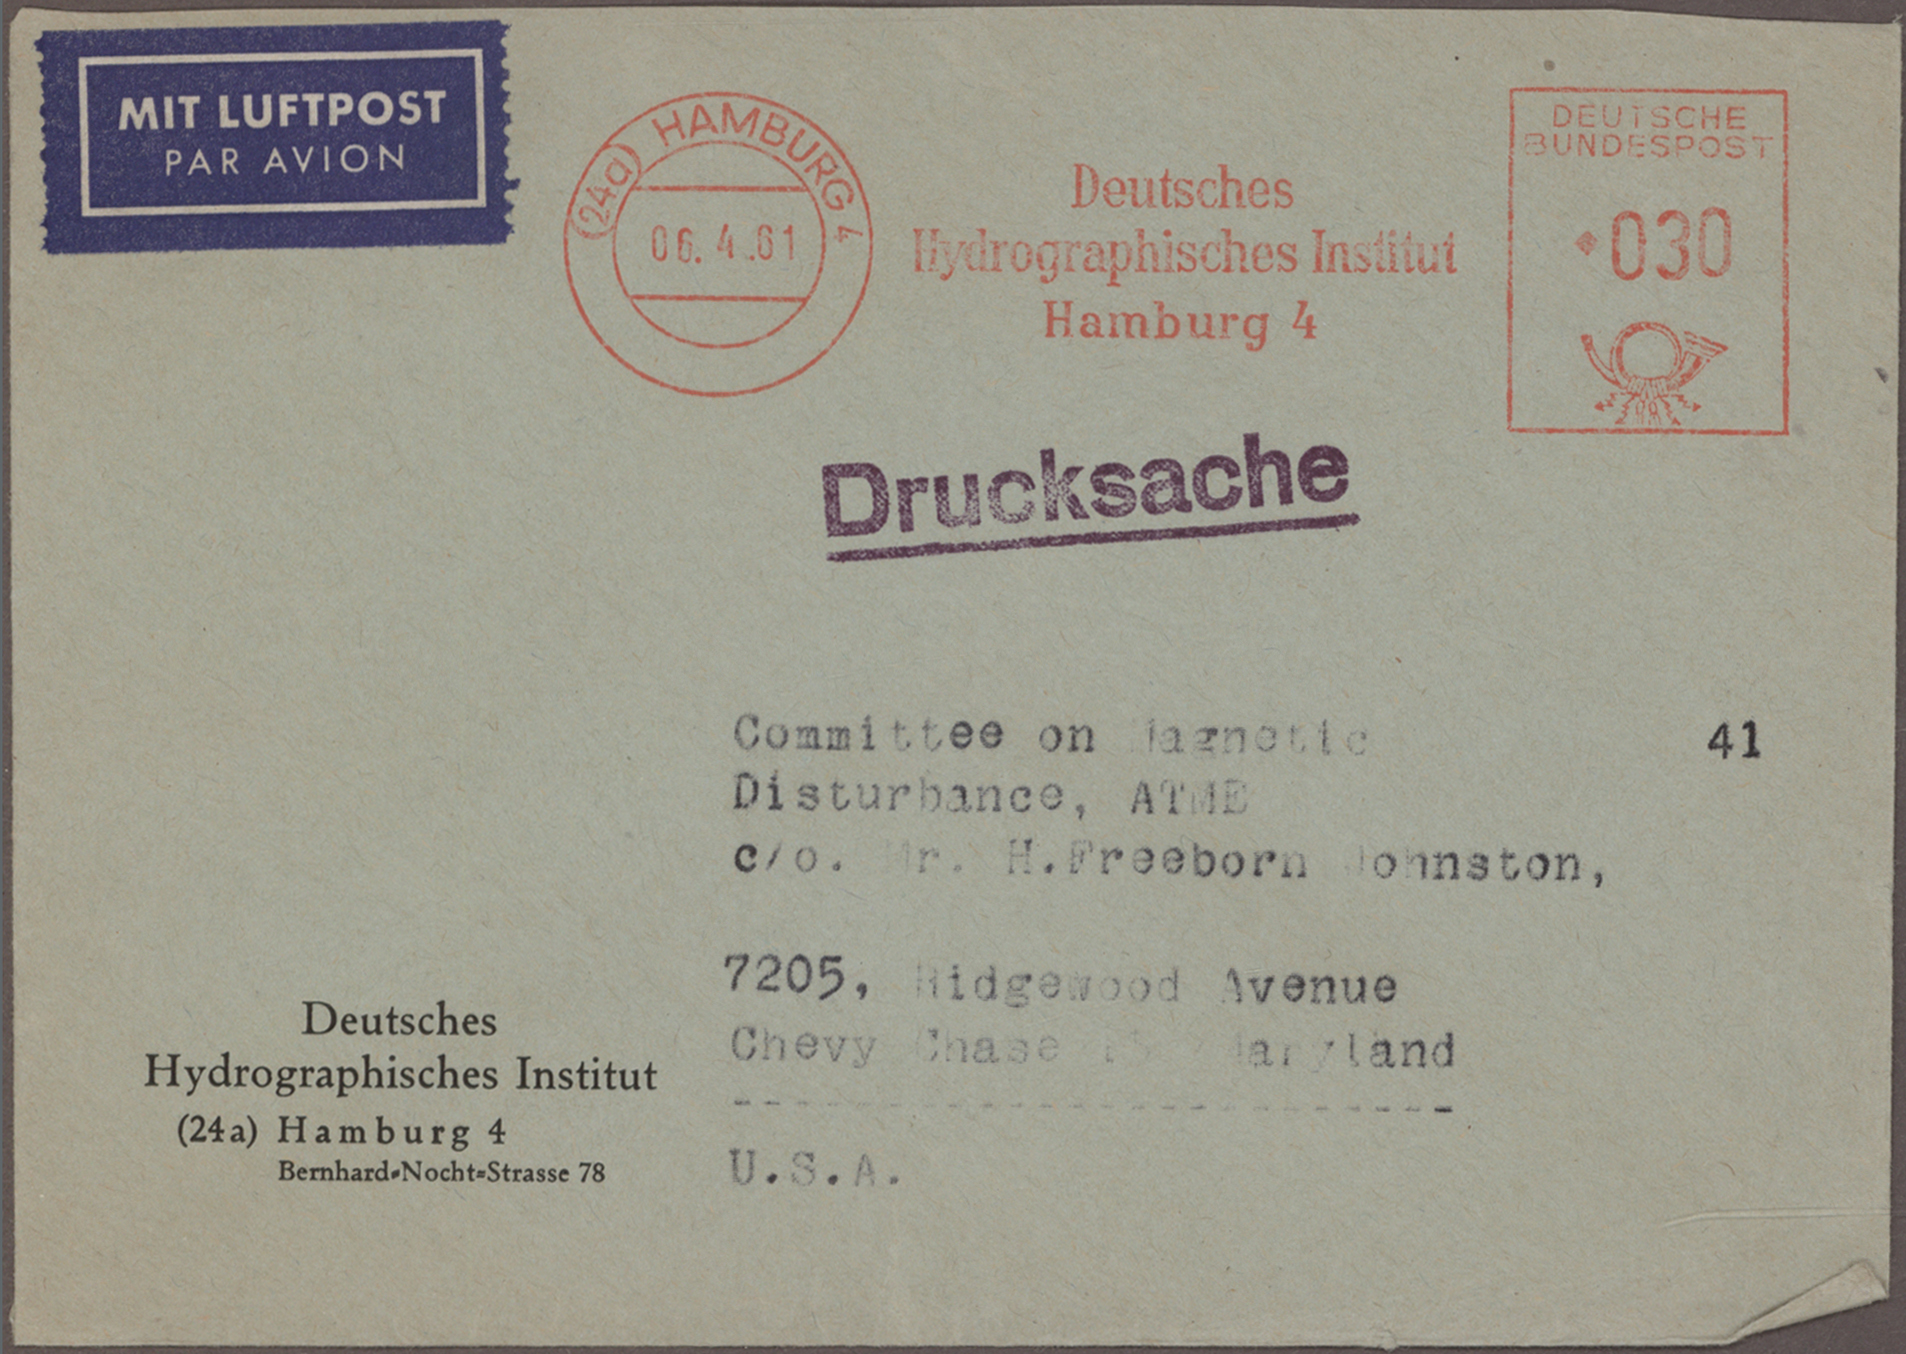 MIT LUFTPOST
PAR AVION
(24a) HAMBURG 4
06.4.61
Deutsches
Hydrographisches Institut
Hamburg 4
DEUTSCHE
BUNDESPOST
030
Drucksache
Committee on Magnetic
41
Disturbance, ATME
c/o. Mr. H.Freeborn Johnston,
7205, Ridgewood Avenue
Chevy Chase Maryland
- - - - - - - - - - - - - - - - - - - - - - - -
U.S.A.
Deutsches
Hydrographisches Institut
(24a) Hamburg 4
Bernhard=Nocht=Strasse 78